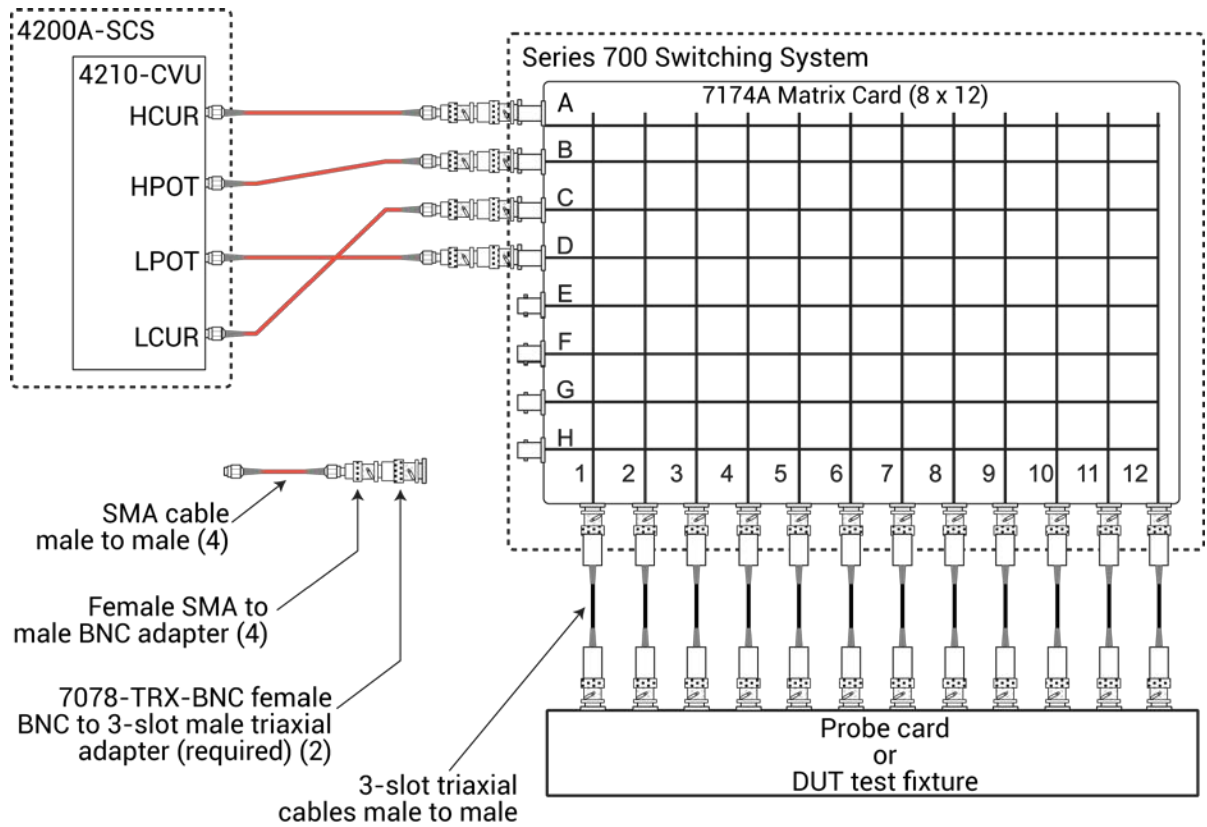 4200A-SCS
4210-CVU
HCUR
HPOT
LPOT
LCUR
Series 700 Switching System
7174A Matrix Card (8 x 12)
A
B
C
D
E
F
G
H
1 2 3 4 5 6 7 8 9 10 11 12
SMA cable
male to male (4)
Female SMA to
male BNC adapter (4)
7078-TRX-BNC female
BNC to 3-slot male triaxial
adapter (required) (2)
3-slot triaxial
cables male to male
Probe card
or
DUT test fixture